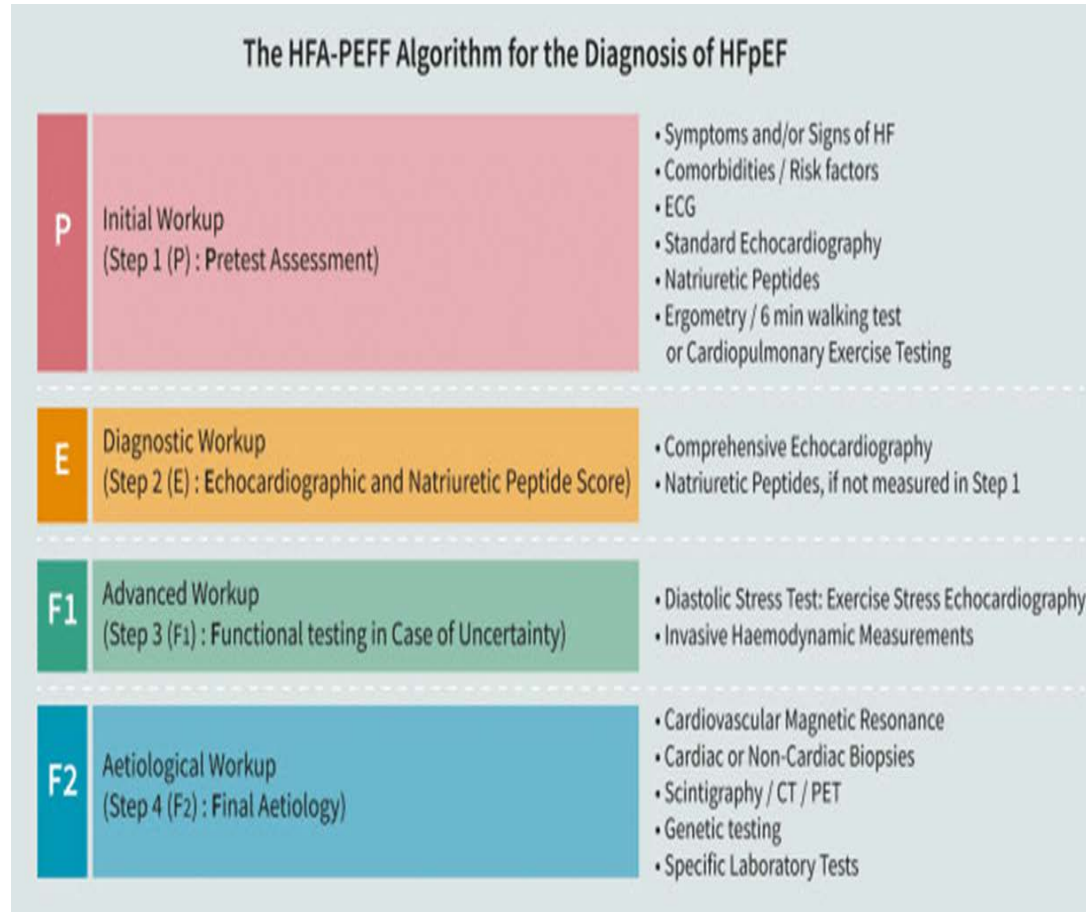 The HFA-PEFF Algorithm for the Diagnosis of HFpEF
P
Initial Workup
(Step 1 (P) : Pretest Assessment)
• Symptoms and/or Signs of HF
• Comorbidities / Risk factors
• ECG
• Standard Echocardiography
• Natriuretic Peptides
• Ergometry / 6 min walking test
or Cardiopulmonary Exercise Testing
E
Diagnostic Workup
(Step 2 (E) : Echocardiographic and Natriuretic Peptide Score)
• Comprehensive Echocardiography
• Natriuretic Peptides, if not measured in Step 1
F1
Advanced Workup
(Step 3 (F1) : Functional testing in Case of Uncertainty)
• Diastolic Stress Test: Exercise Stress Echocardiography
• Invasive Haemodynamic Measurements
F2
Aetiological Workup
(Step 4 (F2) : Final Aetiology)
• Cardiovascular Magnetic Resonance
• Cardiac or Non-Cardiac Biopsies
• Scintigraphy / CT / PET
• Genetic testing
• Specific Laboratory Tests